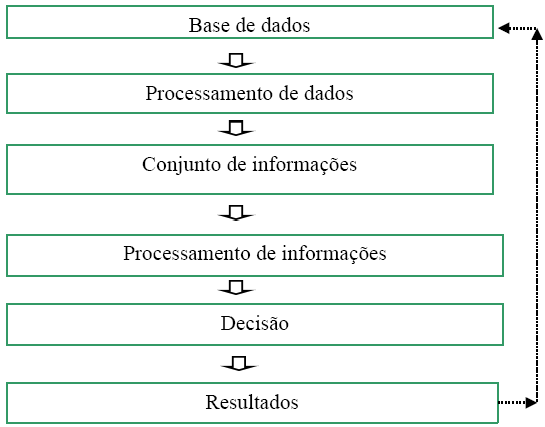 Base de dados
Processamento de dados
Conjunto de informações
Processamento de informações
Decisão
Resultados